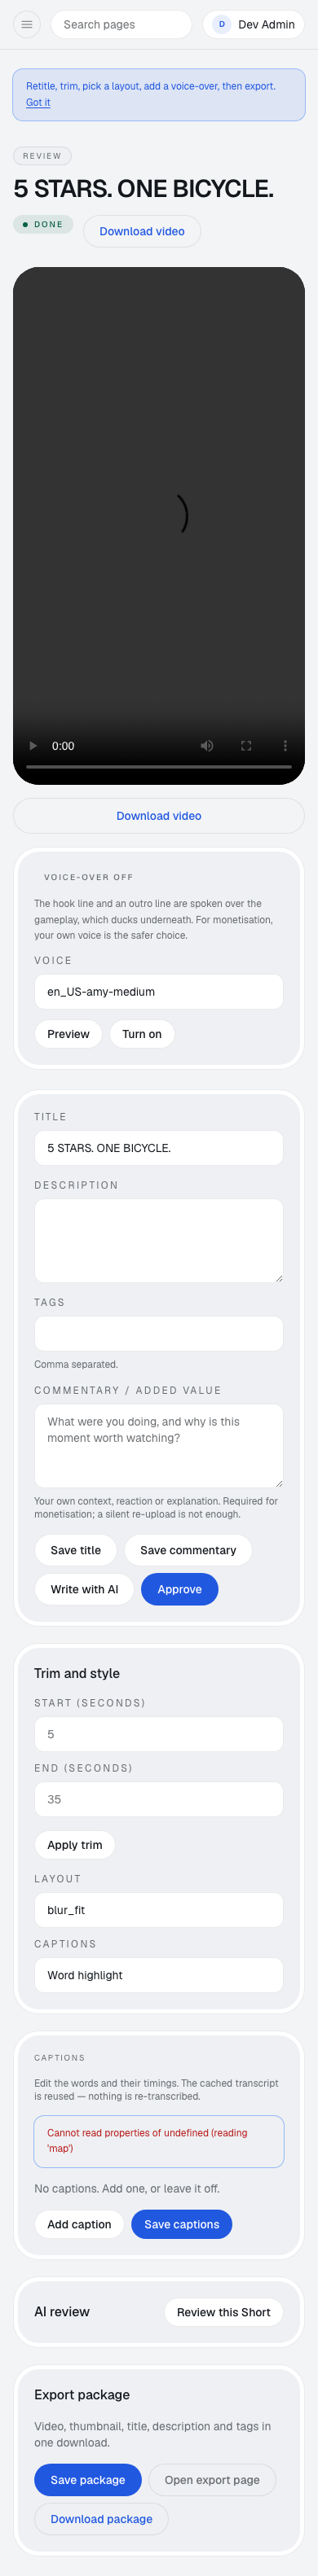 Search pages
D
Dev Admin
Retitle, trim, pick a layout, add a voice-over, then export.
Got it
REVIEW
5 STARS. ONE BICYCLE.
DONE
Download video
0:00
Download video
VOICE-OVER OFF
The hook line and an outro line are spoken over the
gameplay, which ducks underneath. For monetisation,
your own voice is the safer choice.
VOICE
en_US-amy-medium
Preview
Turn on
TITLE
5 STARS. ONE BICYCLE.
DESCRIPTION
TAGS
Comma separated.
COMMENTARY / ADDED VALUE
What were you doing, and why is this
moment worth watching?
Your own context, reaction or explanation. Required for
monetisation; a silent re-upload is not enough.
Save title
Save commentary
Write with AI
Approve
Trim and style
START (SECONDS)
5
END (SECONDS)
35
Apply trim
LAYOUT
blur_fit
CAPTIONS
Word highlight
CAPTIONS
Edit the words and their timings. The cached transcript
is reused — nothing is re-transcribed.
Cannot read properties of undefined (reading
'map')
No captions. Add one, or leave it off.
Add caption
Save captions
AI review
Review this Short
Export package
Video, thumbnail, title, description and tags in
one download.
Save package
Open export page
Download package